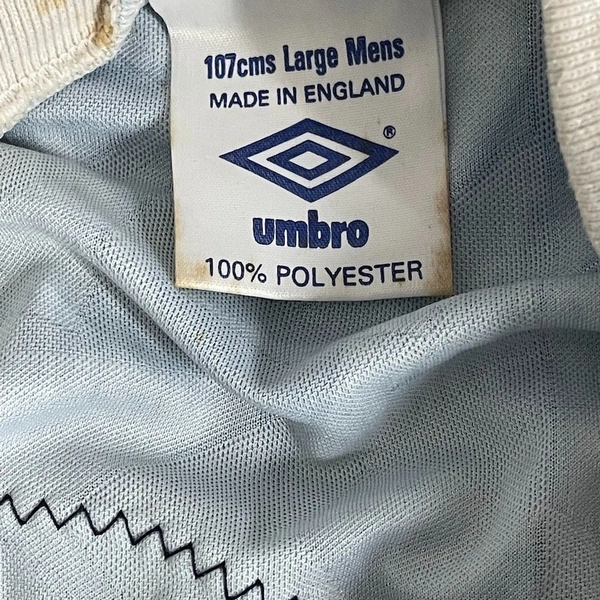 107cms Large Mens
MADE IN ENGLAND
®
umbro
100% POLYESTER